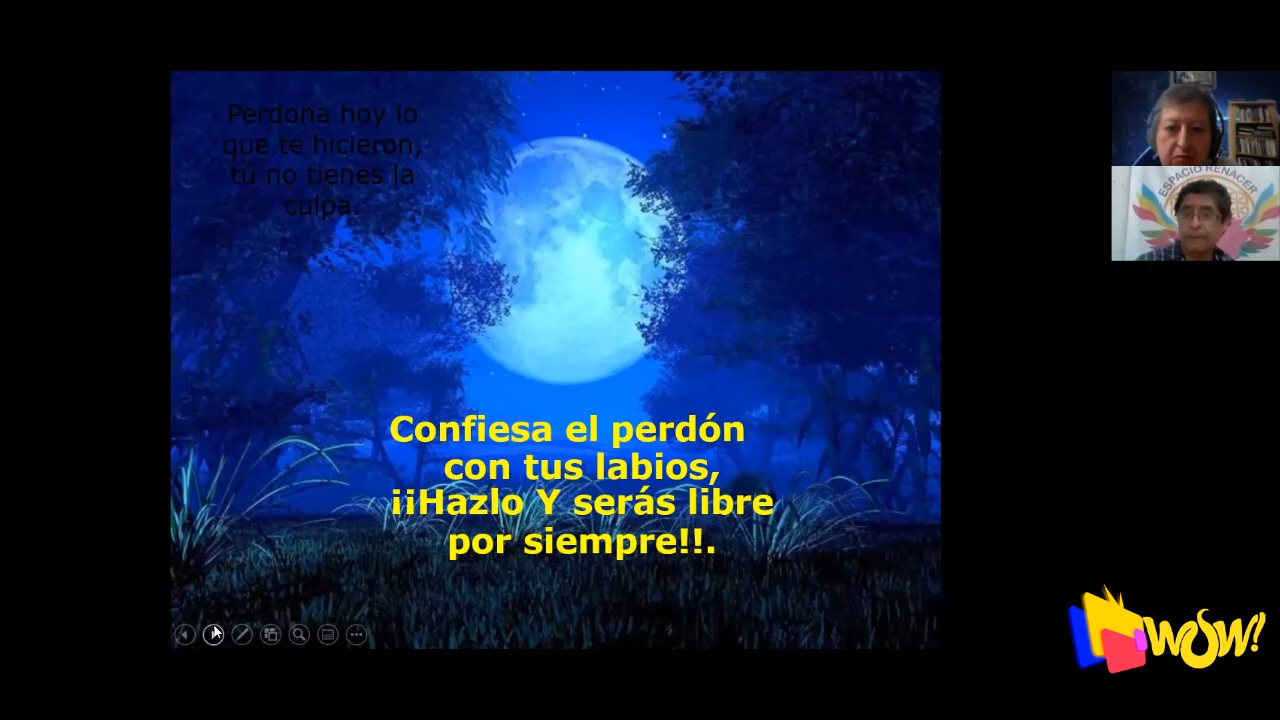 Perdona hoy lo
que te hicieron,
tú no tienes la
culpa.
Confiesa el perdón
con tus labios,
¡¡Hazlo Y serás libre
por siempre!!.
ESPACIO RENACER
WOW!